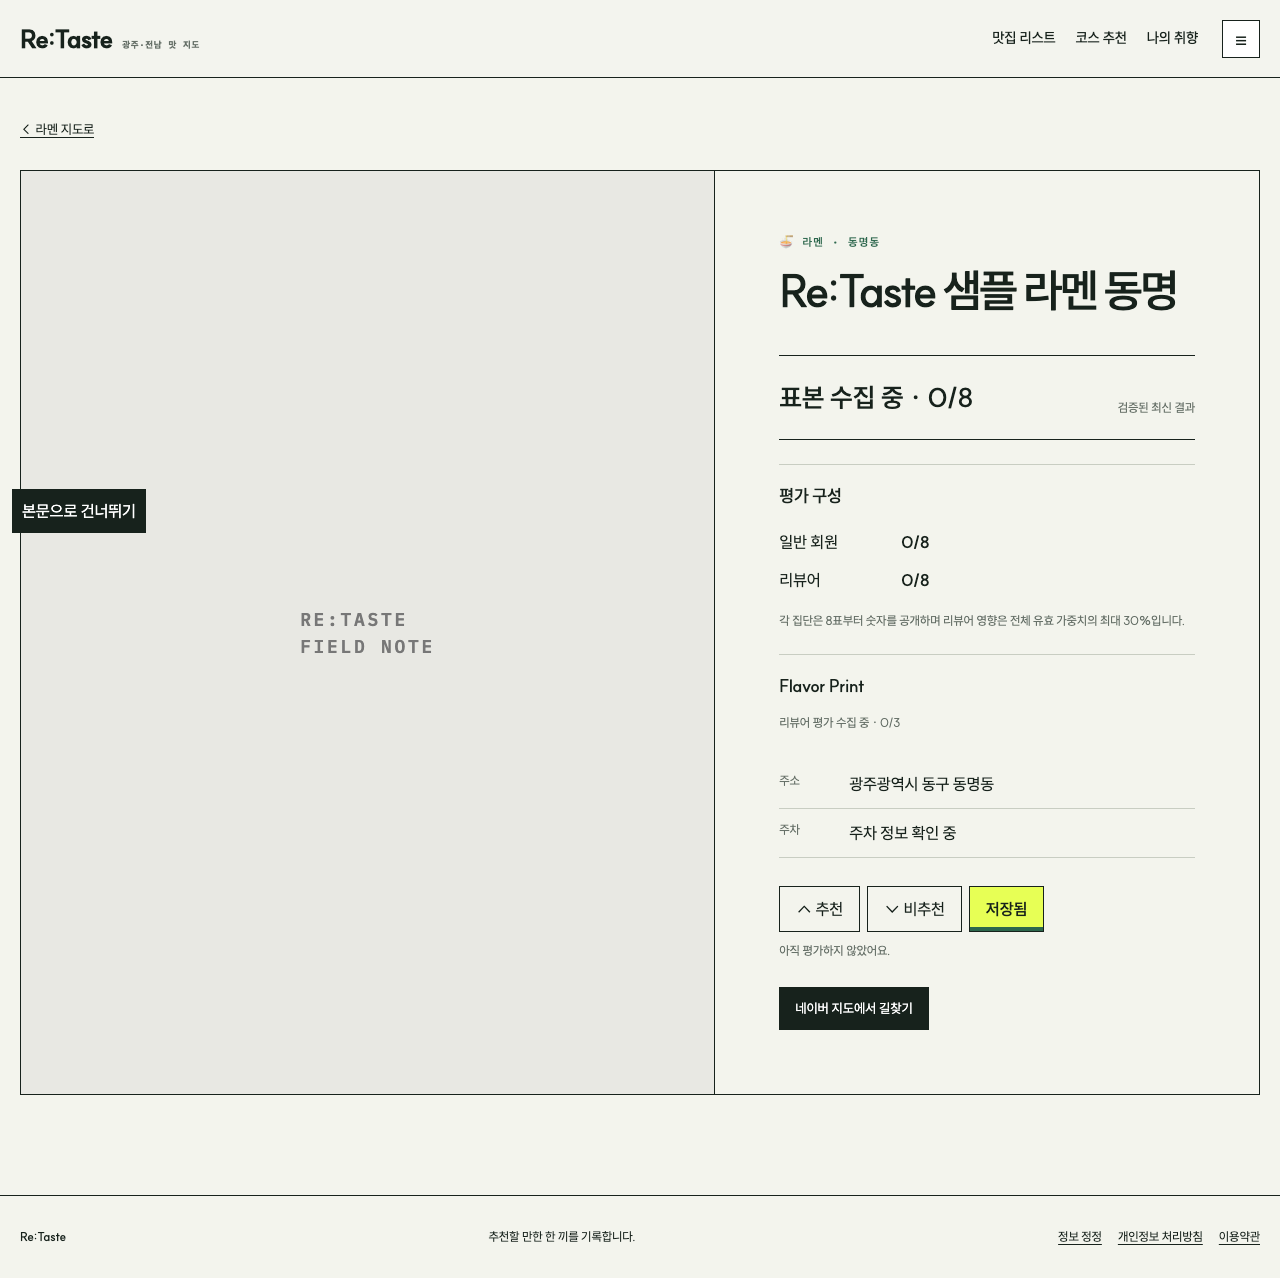 Re:Taste 광주·전남 맛 지도
맛집 리스트 코스 추천 나의 취향
라멘 지도로
라멘 · 동명동
Re:Taste 샘플 라멘 동명
표본 수집 중 · 0/8
검증된 최신 결과
평가 구성
일반 회원 0/8
리뷰어 0/8
각 집단은 8표부터 숫자를 공개하며 리뷰어 영향은 전체 유효 가중치의 최대 30%입니다.
본문으로 건너뛰기
RE:TASTE
FIELD NOTE
Flavor Print
리뷰어 평가 수집 중 · 0/3
주소 광주광역시 동구 동명동
주차 주차 정보 확인 중
추천 비추천 저장됨
아직 평가하지 않았어요.
네이버 지도에서 길찾기
Re:Taste
추천할 만한 한 끼를 기록합니다.
정보 정정 개인정보 처리방침 이용약관